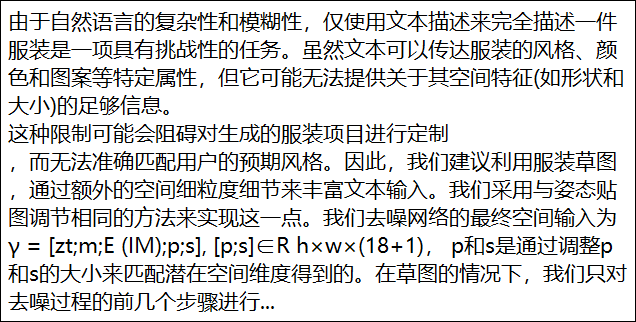 由于自然语言的复杂性和模糊性，仅使用文本描述来完全描述一件
服装是一项具有挑战性的任务。虽然文本可以传达服装的风格、颜
色和图案等特定属性，但它可能无法提供关于其空间特征(如形状和
大小)的足够信息。
这种限制可能会阻碍对生成的服装项目进行定制
，而无法准确匹配用户的预期风格。因此，我们建议利用服装草图
，通过额外的空间细粒度细节来丰富文本输入。我们采用与姿态贴
图调节相同的方法来实现这一点。我们去噪网络的最终空间输入为
γ = [zt;m;E (IM);p;s], [p;s]∈R h×w×(18+1)， p和s是通过调整p
和s的大小来匹配潜在空间维度得到的。在草图的情况下，我们只对
去噪过程的前几个步骤进行...